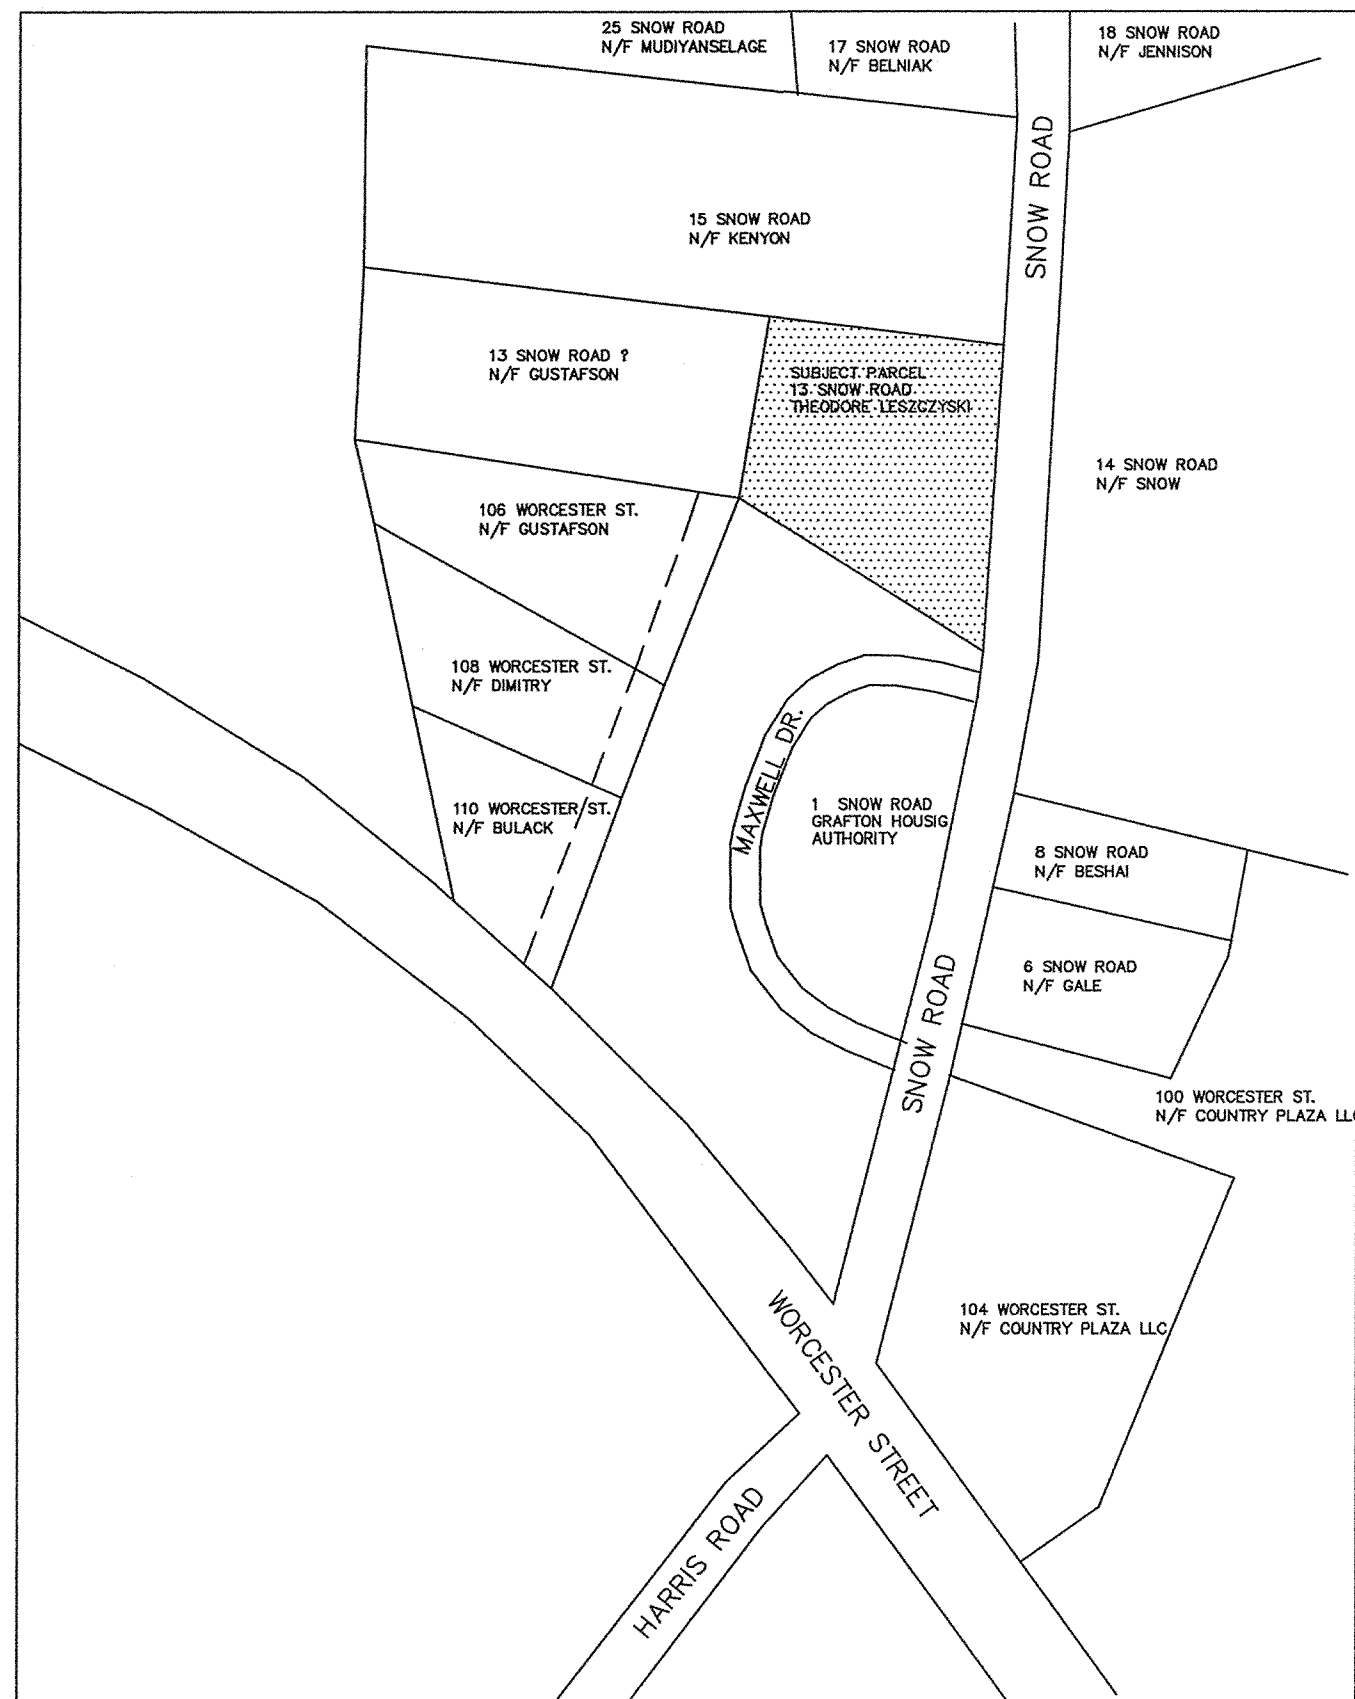 25 SNOW ROAD
N/F MUDIYANSELAGE
17 SNOW ROAD
N/F BELNIAK
18 SNOW ROAD
N/F JENNISON
SNOW ROAD
15 SNOW ROAD
N/F KENYON
13 SNOW ROAD ?
N/F GUSTAFSON
SUBJECT PARCEL
13 SNOW ROAD
THEODORE LESZCZYSKI
14 SNOW ROAD
N/F SNOW
106 WORCESTER ST.
N/F GUSTAFSON
108 WORCESTER ST.
N/F DIMITRY
MAXWELL DR.
110 WORCESTER ST.
N/F BULACK
1 SNOW ROAD
GRAFTON HOUSIG
AUTHORITY
8 SNOW ROAD
N/F BESHAI
6 SNOW ROAD
N/F GALE
SNOW ROAD
100 WORCESTER ST.
N/F COUNTRY PLAZA LLC
104 WORCESTER ST.
N/F COUNTRY PLAZA LLC
WORCESTER STREET
HARRIS ROAD